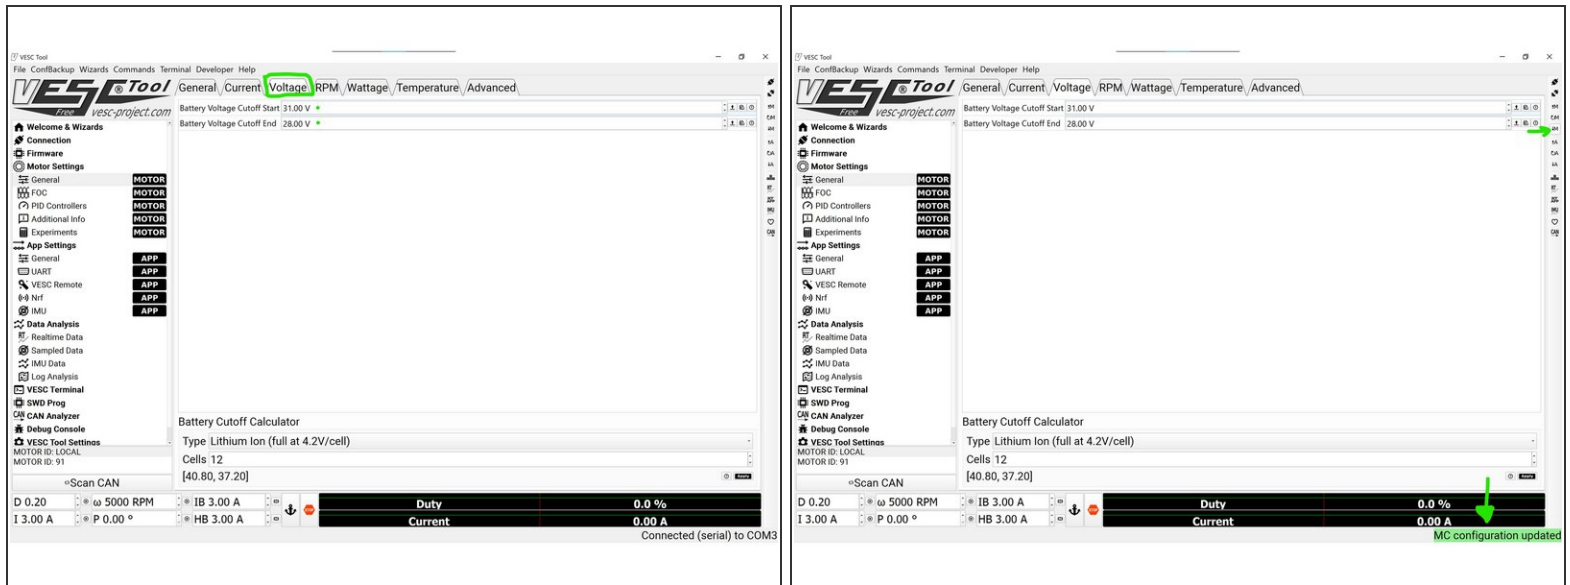 VESC Tool
File ConfBackup Wizards Commands Terminal Developer Help
VESC Tool
Free vesc-project.com
General Current Voltage RPM Wattage Temperature Advanced
Battery Voltage Cutoff Start 31.00 V
Battery Voltage Cutoff End 28.00 V
Welcome & Wizards
Connection
Firmware
Motor Settings
General MOTOR
FOC MOTOR
PID Controllers MOTOR
Additional Info MOTOR
Experiments MOTOR
App Settings
General APP
UART APP
VESC Remote APP
Nrf APP
IMU APP
Data Analysis
Realtime Data
Sampled Data
IMU Data
Log Analysis
VESC Terminal
SWD Prog
CAN Analyzer
Debug Console
VESC Tool Settings
MOTOR ID: LOCAL
MOTOR ID: 91
Scan CAN
Battery Cutoff Calculator
Type Lithium Ion (full at 4.2V/cell)
Cells 12
[40.80, 37.20]
D 0.20 ω 5000 RPM IB 3.00 A Duty 0.0 %
I 3.00 A P 0.00 ° HB 3.00 A Current 0.00 A
Connected (serial) to COM3
VESC Tool
File ConfBackup Wizards Commands Terminal Developer Help
VESC Tool
Free vesc-project.com
General Current Voltage RPM Wattage Temperature Advanced
Battery Voltage Cutoff Start 31.00 V
Battery Voltage Cutoff End 28.00 V
Welcome & Wizards
Connection
Firmware
Motor Settings
General MOTOR
FOC MOTOR
PID Controllers MOTOR
Additional Info MOTOR
Experiments MOTOR
App Settings
General APP
UART APP
VESC Remote APP
Nrf APP
IMU APP
Data Analysis
Realtime Data
Sampled Data
IMU Data
Log Analysis
VESC Terminal
SWD Prog
CAN Analyzer
Debug Console
VESC Tool Settings
MOTOR ID: LOCAL
MOTOR ID: 91
Scan CAN
Battery Cutoff Calculator
Type Lithium Ion (full at 4.2V/cell)
Cells 12
[40.80, 37.20]
D 0.20 ω 5000 RPM IB 3.00 A Duty 0.0 %
I 3.00 A P 0.00 ° HB 3.00 A Current 0.00 A
MC configuration updated